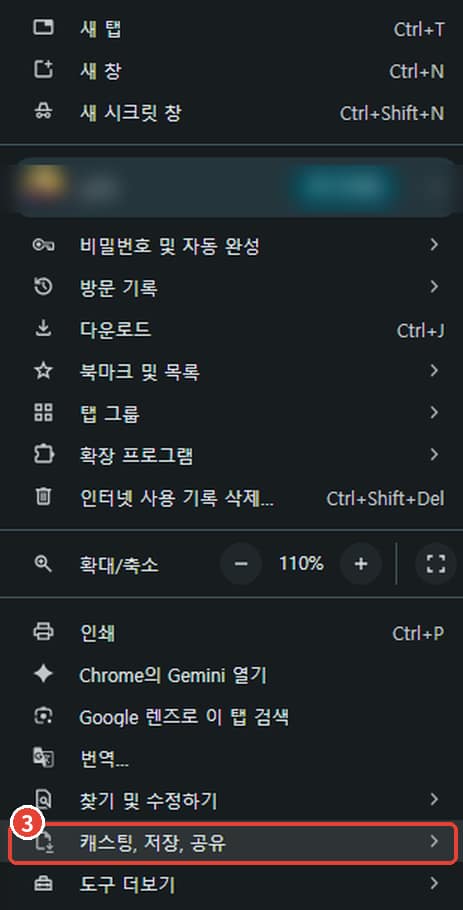 새 탭 Ctrl+T
새 창 Ctrl+N
새 시크릿 창 Ctrl+Shift+N
비밀번호 및 자동 완성
방문 기록
다운로드 Ctrl+J
북마크 및 목록
탭 그룹
확장 프로그램
인터넷 사용 기록 삭제... Ctrl+Shift+Del
확대/축소 − 110% +
인쇄 Ctrl+P
Chrome의 Gemini 열기
Google 렌즈로 이 탭 검색
번역...
찾기 및 수정하기
3
캐스팅, 저장, 공유
도구 더보기